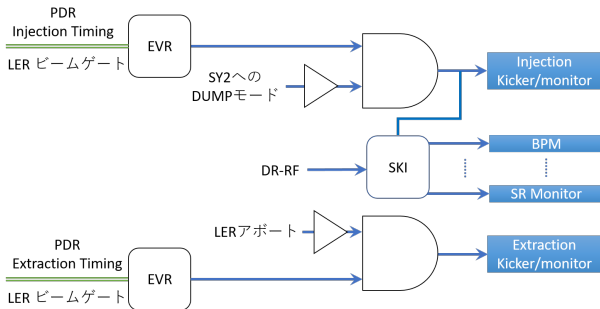 PDR
Injection Timing
LER ビームゲート
EVR
SY2への
DUMPモード
Injection
Kicker/monitor
DR-RF
SKI
BPM
SR Monitor
LERアボート
PDR
Extraction Timing
LER ビームゲート
EVR
Extraction
Kicker/monitor